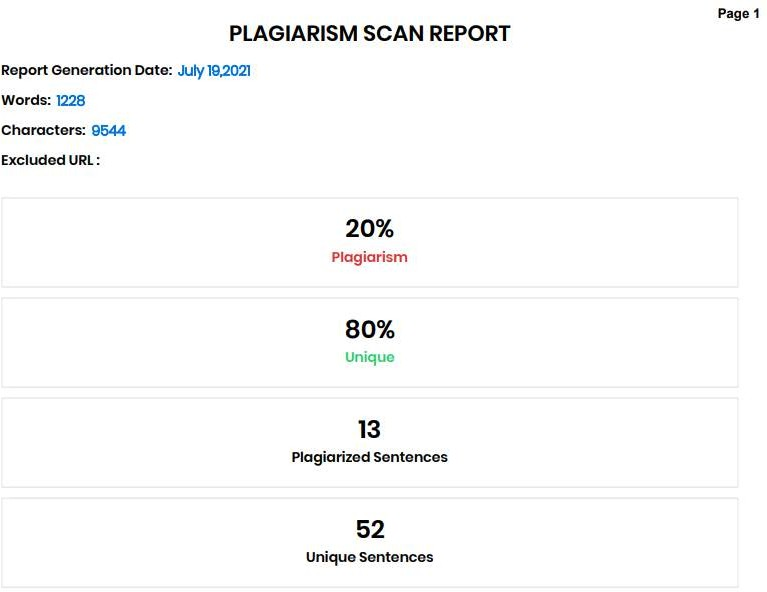 Page 1
PLAGIARISM SCAN REPORT
Report Generation Date: July 19,2021
Words: 1228
Characters: 9544
Excluded URL :
20%
Plagiarism
80%
Unique
13
Plagiarized Sentences
52
Unique Sentences